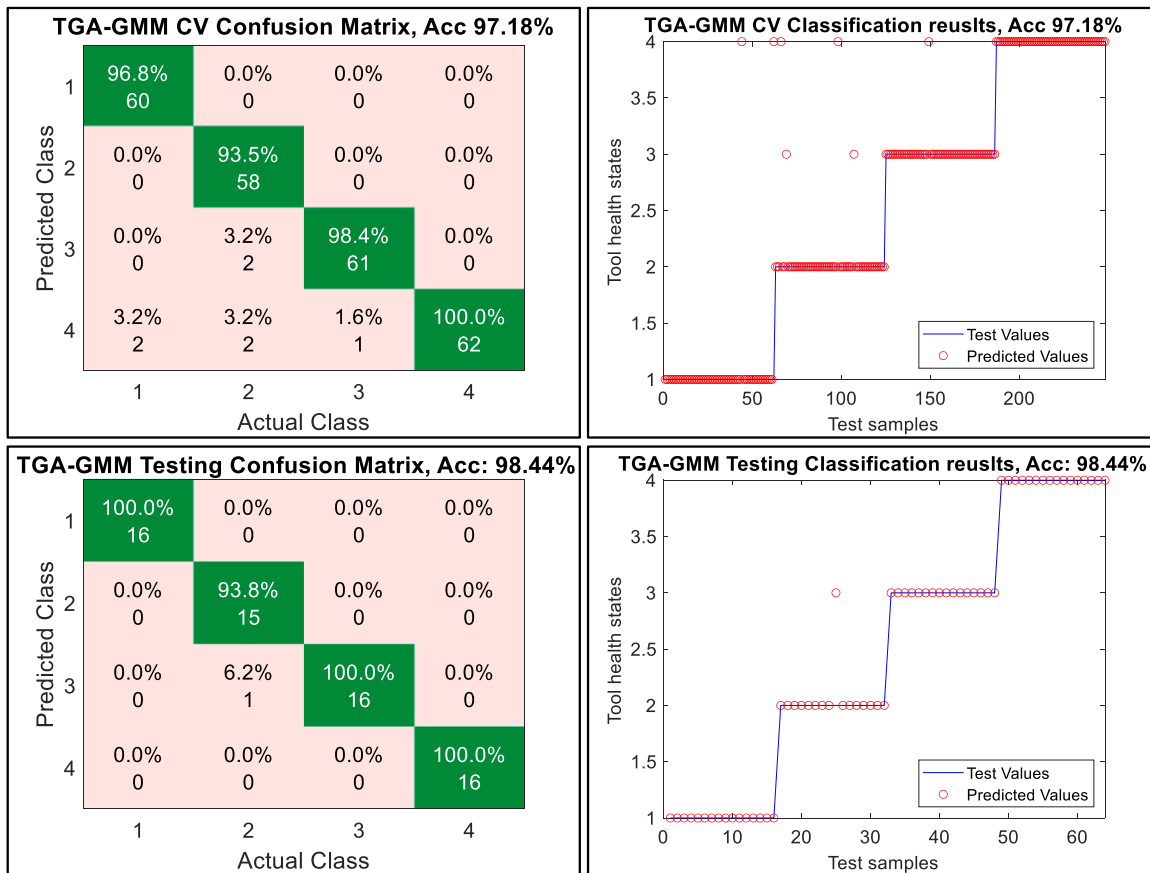 TGA-GMM CV Confusion Matrix, Acc 97.18%
1
96.8% 0.0% 0.0% 0.0%
60 0 0 0
2
0.0% 93.5% 0.0% 0.0%
0 58 0 0
3
0.0% 3.2% 98.4% 0.0%
0 2 61 0
4
3.2% 3.2% 1.6% 100.0%
2 2 1 62
1 2 3 4
Predicted Class
Actual Class
TGA-GMM CV Classification reuslts, Acc 97.18%
4
3.5
3
2.5
2
1.5
1
0 50 100 150 200
Tool health states
Test samples
Test Values
Predicted Values
TGA-GMM Testing Confusion Matrix, Acc: 98.44%
1
100.0% 0.0% 0.0% 0.0%
16 0 0 0
2
0.0% 93.8% 0.0% 0.0%
0 15 0 0
3
0.0% 6.2% 100.0% 0.0%
0 1 16 0
4
0.0% 0.0% 0.0% 100.0%
0 0 0 16
1 2 3 4
Predicted Class
Actual Class
TGA-GMM Testing Classification reuslts, Acc: 98.44%
4
3.5
3
2.5
2
1.5
1
0 10 20 30 40 50 60
Tool health states
Test samples
Test Values
Predicted Values